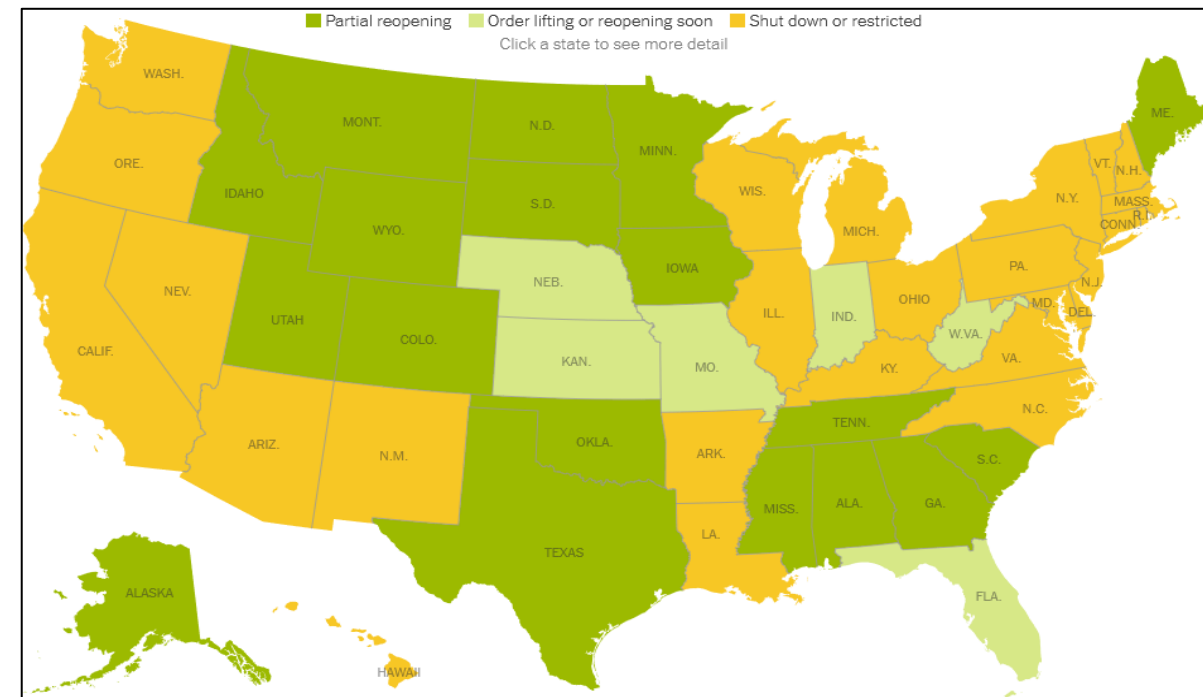 Partial reopening Order lifting or reopening soon Shut down or restricted
Click a state to see more detail
WASH.
MONT.
N.D.
MINN.
ME.
ORE.
IDAHO
S.D.
WIS.
VT.
N.H.
N.Y.
MASS.
R.I.
CONN.
WYO.
MICH.
IOWA
PA.
NEV.
NEB.
N.J.
OHIO
MD.
DEL.
UTAH
COLO.
ILL.
IND.
W.VA.
CALIF.
KAN.
MO.
KY.
VA.
N.C.
TENN.
ARIZ.
N.M.
OKLA.
ARK.
S.C.
MISS.
ALA.
GA.
LA.
TEXAS
ALASKA
FLA.
HAWAII